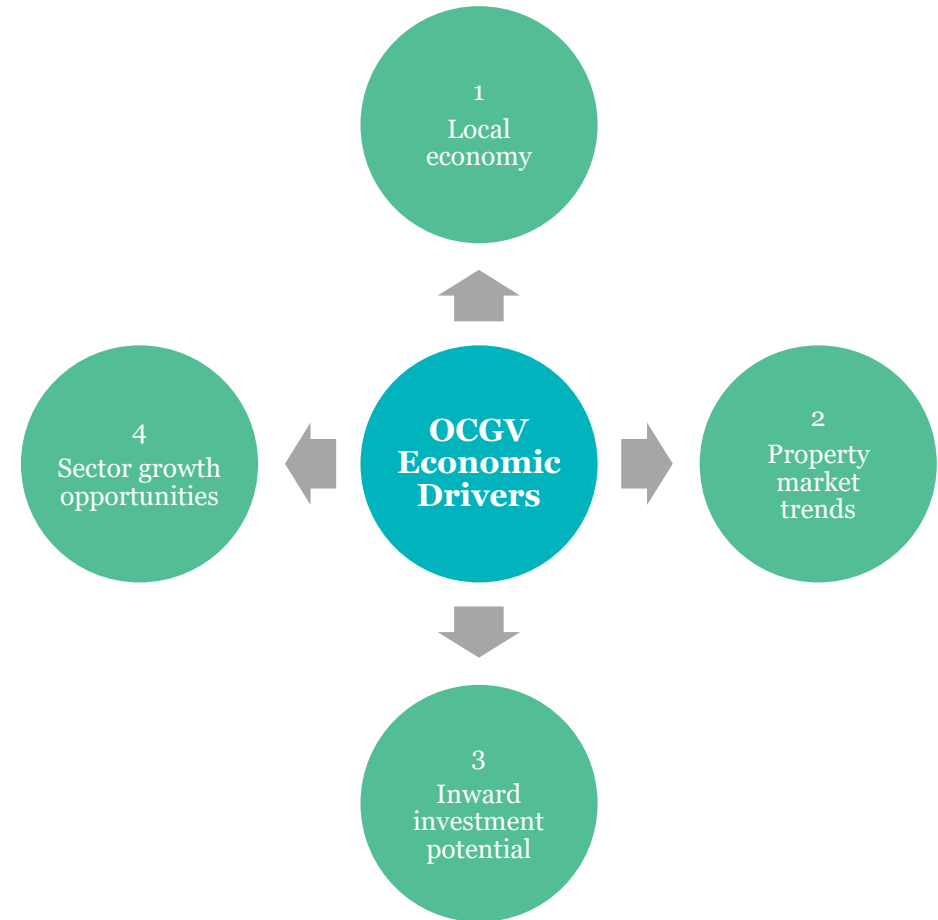 1
Local
economy
OCGV
Economic
Drivers
2
Property
market
trends
3
Inward
investment
potential
4
Sector growth
opportunities